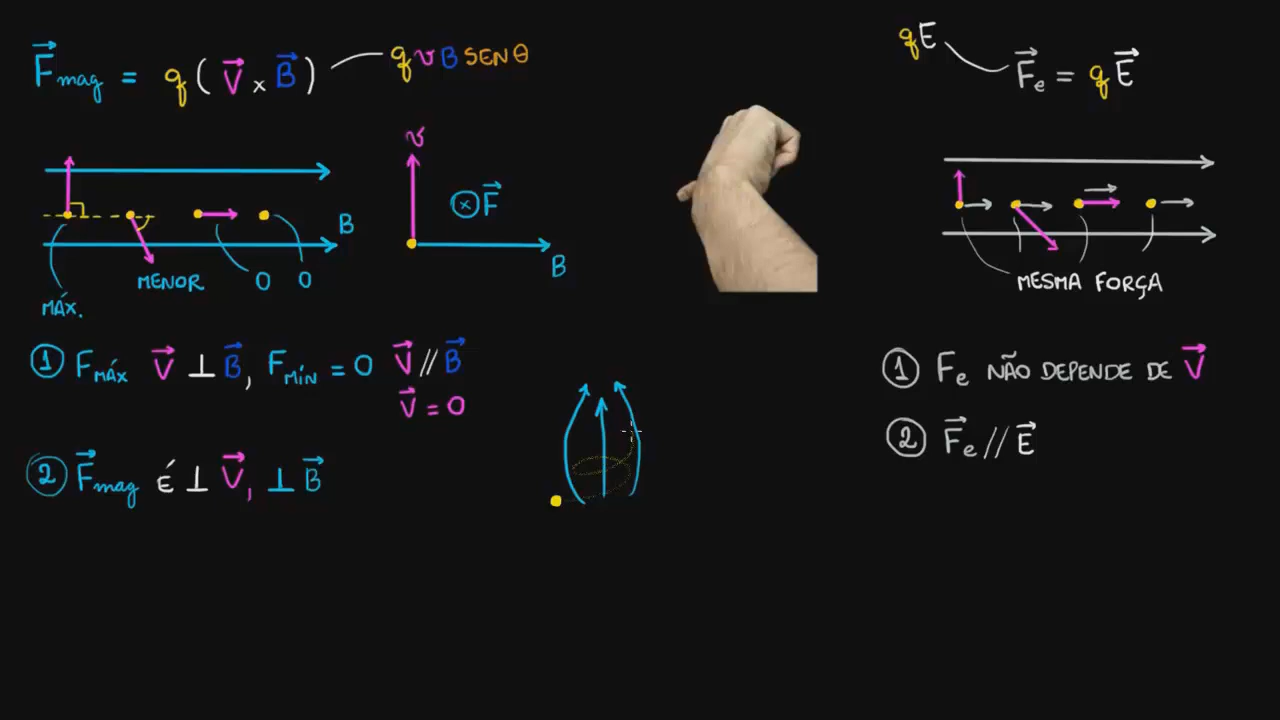 F⃗mag = q(V⃗ × B⃗)
qvB SENθ
v
⊗F⃗
B
B
MENOR
0
0
MÁX.
① FMÁX V⃗ ⊥ B⃗, FMÍN = 0 V⃗ // B⃗
V⃗ = 0
② F⃗mag É ⊥ V⃗, ⊥ B⃗
qE
F⃗e = qE⃗
MESMA FORÇA
① Fe NÃO DEPENDE DE V⃗
② F⃗e // E⃗